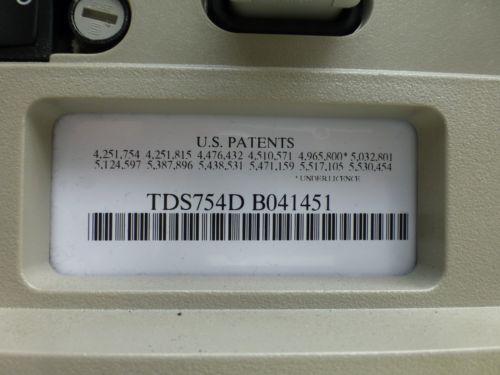 U.S. PATENTS
4,251,754 4,251,815 4,476,432 4,510,571 4,965,800* 5,032,801
5,124,597 5,387,896 5,438,531 5,471,159 5,517,105 5,530,454
* UNDER LICENCE
TDS754D B041451